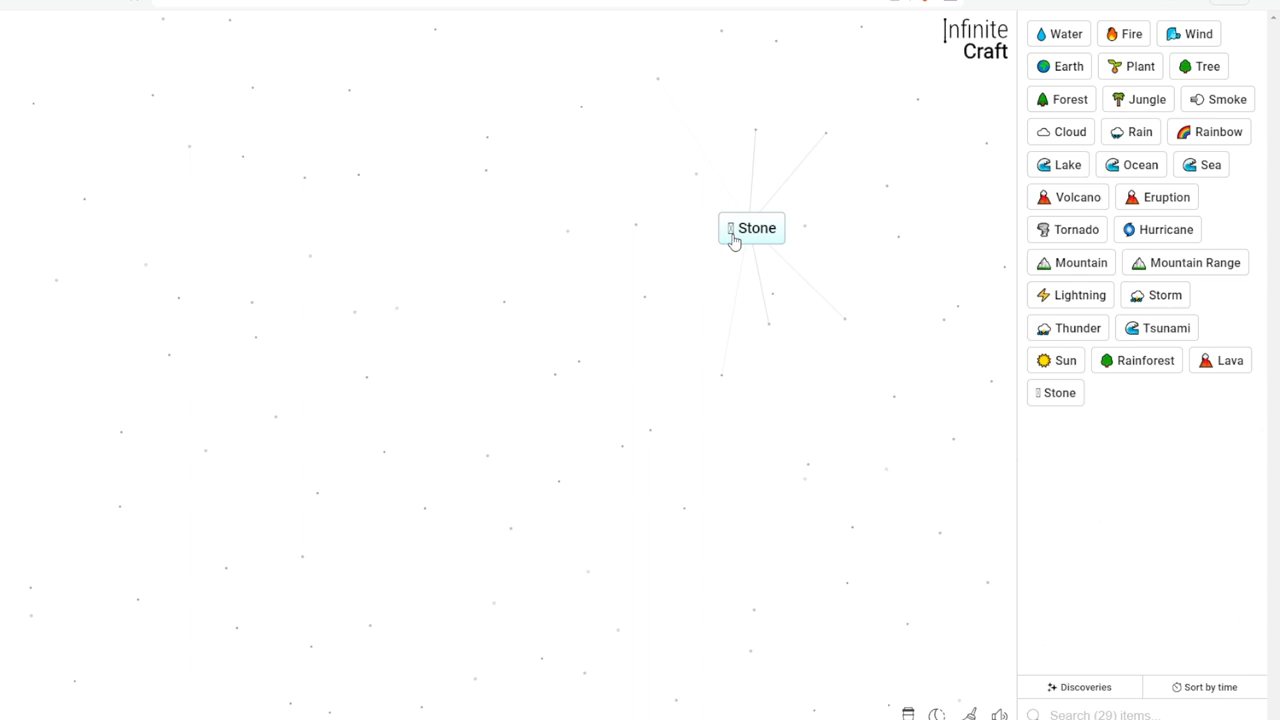 Infinite
Craft
Stone
Water Fire Wind
Earth Plant Tree
Forest Jungle Smoke
Cloud Rain Rainbow
Lake Ocean Sea
Volcano Eruption
Tornado Hurricane
Mountain Mountain Range
Lightning Storm
Thunder Tsunami
Sun Rainforest Lava
Stone
Discoveries Sort by time
Search (29) items...